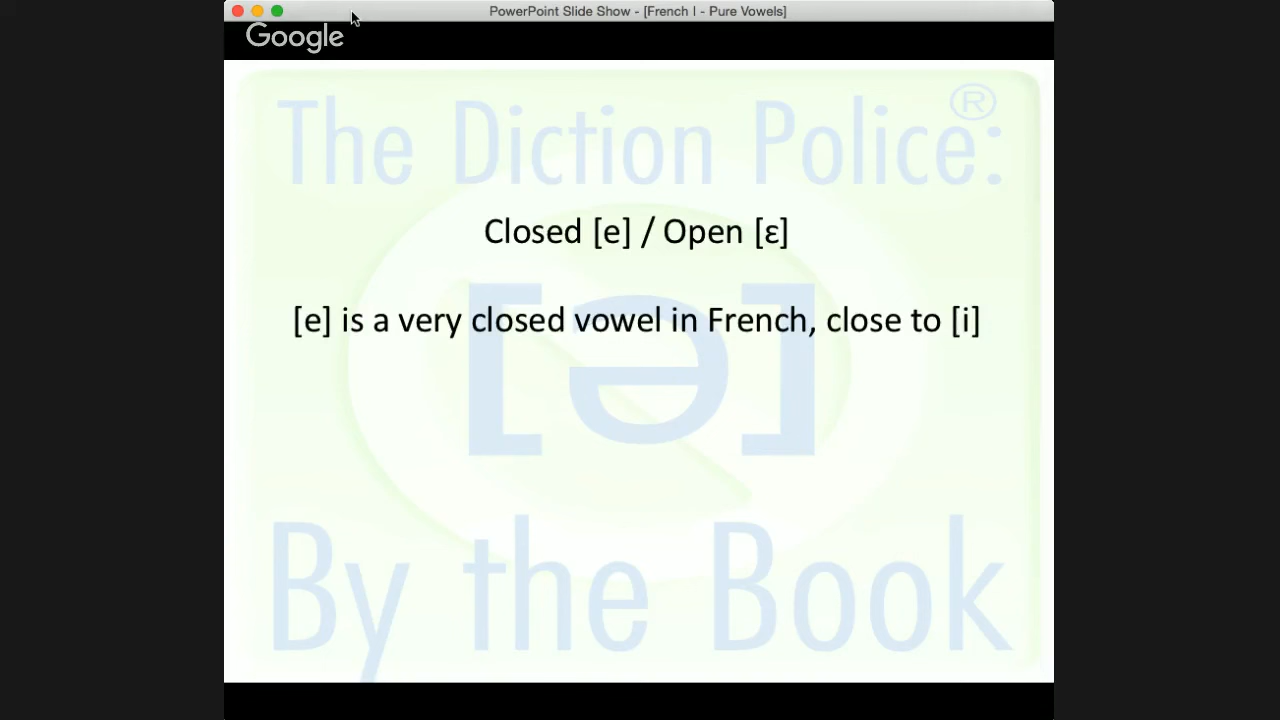 PowerPoint Slide Show - [French I - Pure Vowels]
Google
The Diction Police:
®
Closed [e] / Open [ɛ]
[e] is a very closed vowel in French, close to [i]
[ə]
By the Book